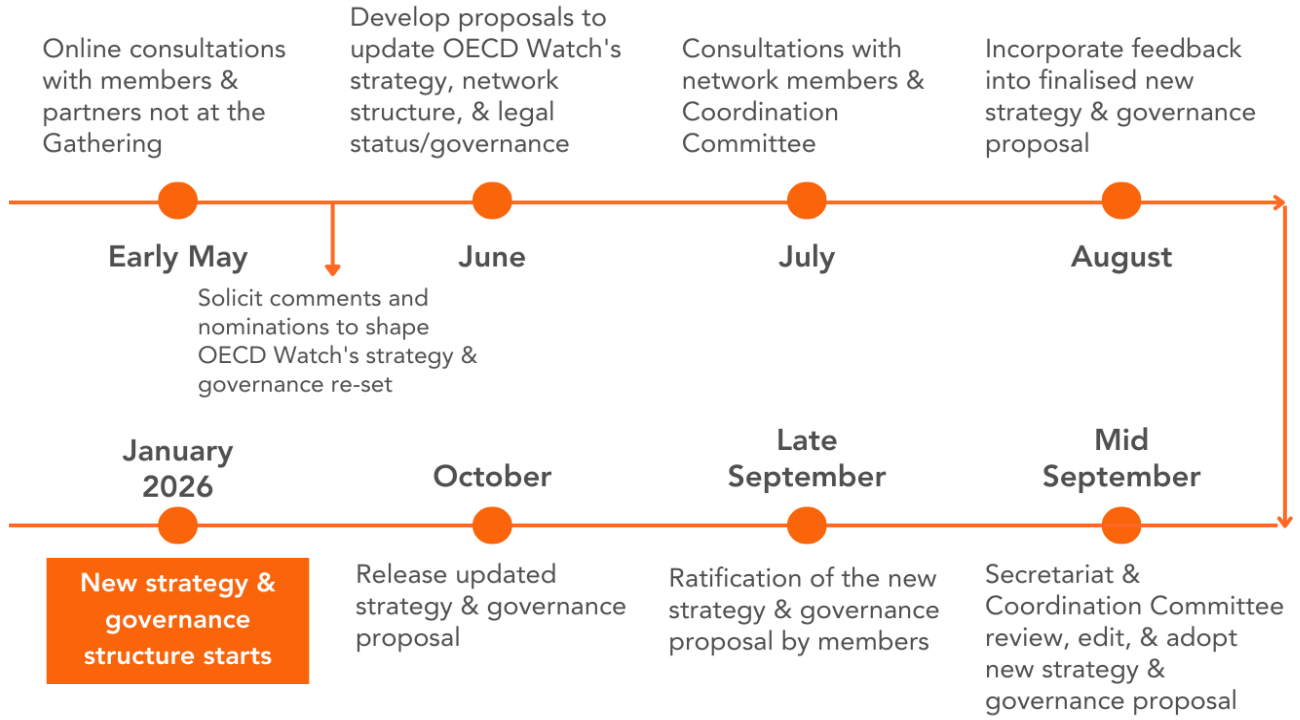 Online consultations
with members &
partners not at the
Gathering
Early May
Solicit comments and
nominations to shape
OECD Watch's strategy &
governance re-set
Develop proposals to
update OECD Watch's
strategy, network
structure, & legal
status/governance
June
Consultations with
network members &
Coordination
Committee
July
Incorporate feedback
into finalised new
strategy & governance
proposal
August
Mid
September
Secretariat &
Coordination Committee
review, edit, & adopt
new strategy &
governance proposal
Late
September
Ratification of the new
strategy & governance
proposal by members
October
Release updated
strategy & governance
proposal
January
2026
New strategy &
governance
structure starts